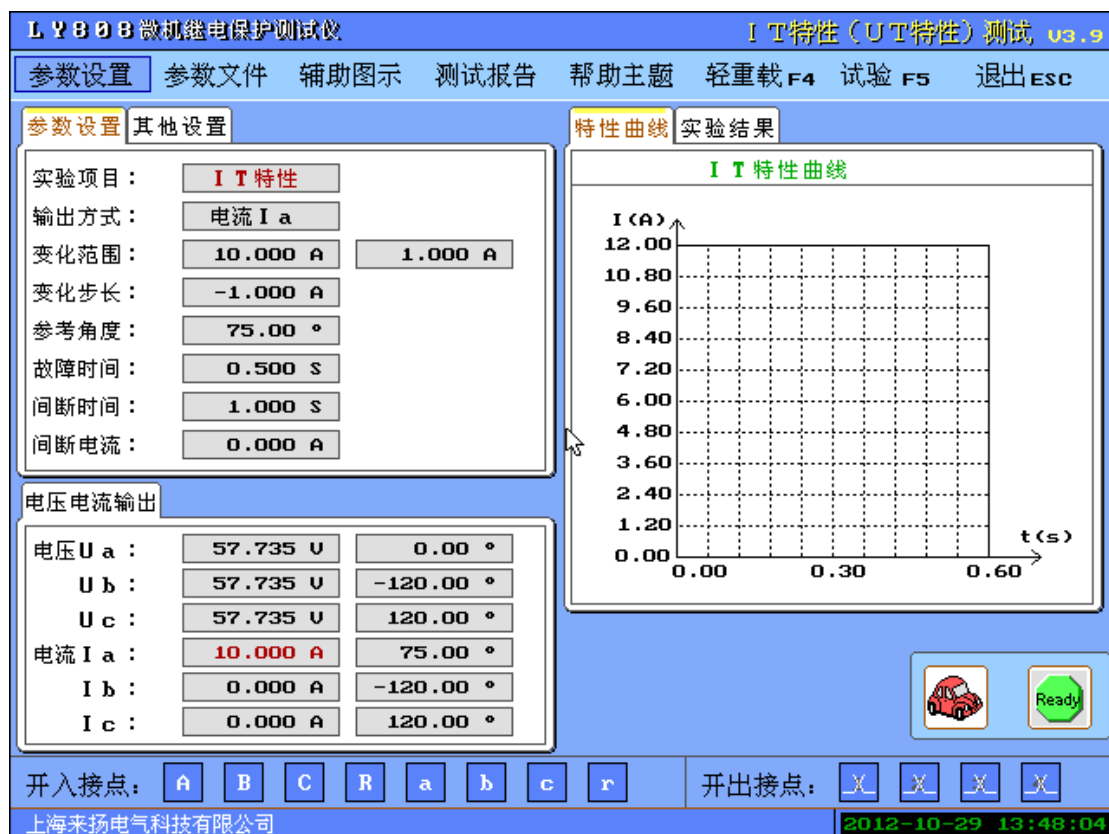 LY808微机继电保护测试仪 IT特性(UT特性)测试 V3.9
参数设置 参数文件 辅助图示 测试报告 帮助主题 轻重载F4 试验 F5 退出ESC
参数设置 其他设置
实验项目: IT特性
输出方式: 电流Ia
变化范围: 10.000 A 1.000 A
变化步长: -1.000 A
参考角度: 75.00 °
故障时间: 0.500 S
间断时间: 1.000 S
间断电流: 0.000 A
电压电流输出
电压Ua: 57.735 V 0.00 °
Ub: 57.735 V -120.00 °
Uc: 57.735 V 120.00 °
电流Ia: 10.000 A 75.00 °
Ib: 0.000 A -120.00 °
Ic: 0.000 A 120.00 °
特性曲线 实验结果
IT特性曲线
I(A)
12.00
10.80
9.60
8.40
7.20
6.00
4.80
3.60
2.40
1.20
0.00
t(s)
0.00 0.30 0.60
Ready
开入接点: A B C R a b c r 开出接点: X X X X
上海来扬电气科技有限公司 2012-10-29 13:48:04